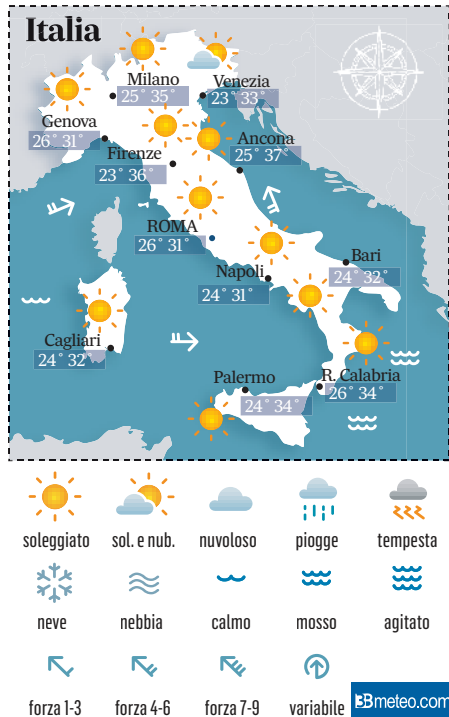 Italia
Milano
25° 35°
Venezia
23° 33°
Genova
26° 31°
Firenze
23° 36°
Ancona
25° 37°
ROMA
26° 31°
Napoli
24° 31°
Bari
24° 32°
Cagliari
24° 32°
Palermo
24° 34°
R. Calabria
26° 34°
soleggiato sol. e nub. nuvoloso piogge tempesta
neve nebbia calmo mosso agitato
forza 1-3 forza 4-6 forza 7-9 variabile
3Bmeteo.com